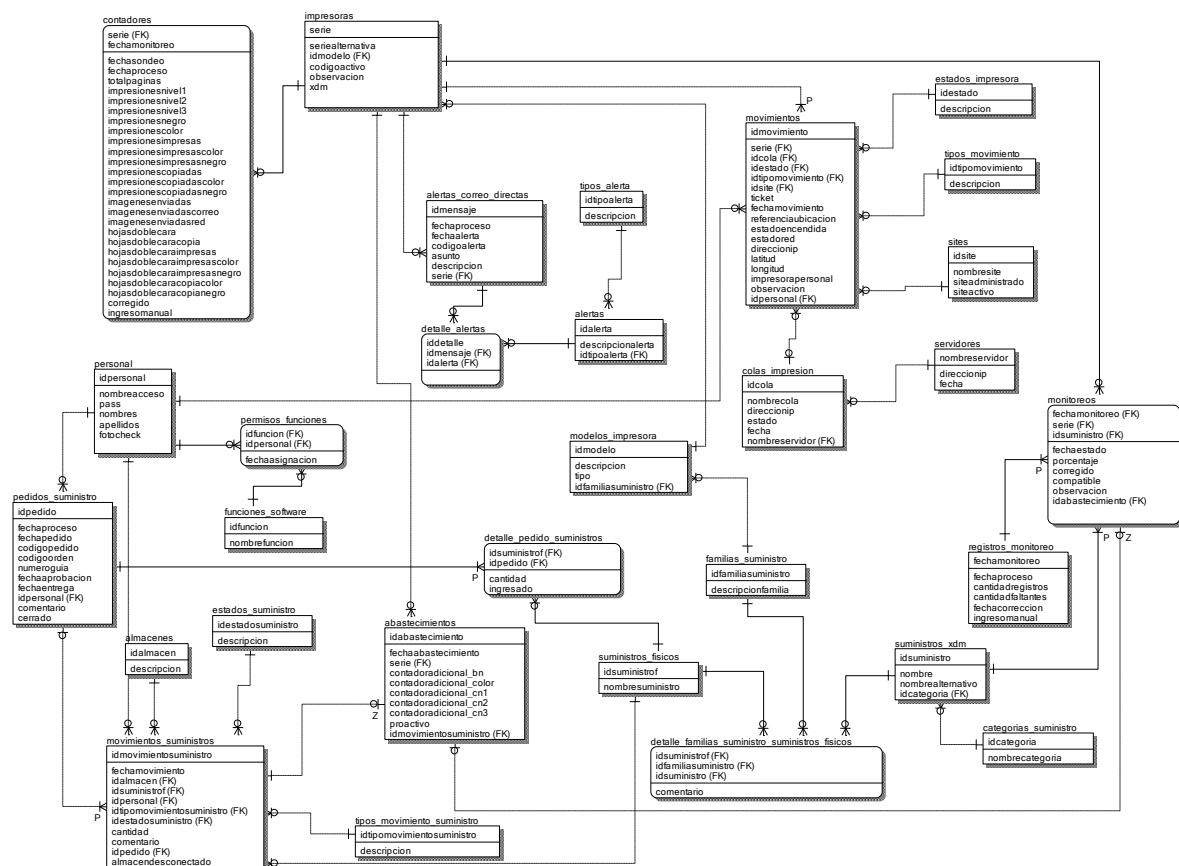 contadores
serie (FK)
fechamonitoreo
fechasondeo
fechaproceso
totalpaginas
impresionesnivel1
impresionesnivel2
impresionesnivel3
impresionesnegro
impresionescolor
impresionesimpresas
impresionesimpresascolor
impresionesimpresasnegro
impresionescopiadas
impresionescopiadascolor
impresionescopiadasnegro
imagenesenviadas
imagenesenviadascorreo
imagenesenviadasred
hojasdoblecara
hojasdoblecaracopia
hojasdoblecaraimpresas
hojasdoblecaraimpresascolor
hojasdoblecaraimpresasnegro
hojasdoblecaracopiacolor
hojasdoblecaracopianegro
corregido
ingresomanual
impresoras
serie
seriealternativa
idmodelo (FK)
codigoactivo
observacion
xdm
P
movimientos
idmovimiento
serie (FK)
idcola (FK)
idestado (FK)
idtipomovimiento (FK)
idsite (FK)
ticket
fechamovimiento
referenciaubicacion
estadoencendida
estadored
direccionip
latitud
longitud
impresorapersonal
observacion
idpersonal (FK)
estados_impresora
idestado
descripcion
tipos_movimiento
idtipomovimiento
descripcion
sites
idsite
nombresite
siteadministrado
siteactivo
alertas_correo_directas
idmensaje
fechaproceso
fechaalerta
codigoalerta
asunto
descripcion
serie (FK)
tipos_alerta
idtipoalerta
descripcion
detalle_alertas
iddetalle
idmensaje (FK)
idalerta (FK)
alertas
idalerta
descripcionalerta
idtipoalerta (FK)
servidores
nombreservidor
direccionip
fecha
colas_impresion
idcola
nombrecola
direccionip
estado
fecha
nombreservidor (FK)
personal
idpersonal
nombreacceso
pass
nombres
apellidos
fotocheck
permisos_funciones
idfuncion (FK)
idpersonal (FK)
fechaasignacion
funciones_software
idfuncion
nombrefuncion
modelos_impresora
idmodelo
descripcion
tipo
idfamiliasuministro (FK)
monitoreos
fechamonitoreo (FK)
serie (FK)
idsuministro (FK)
fechaestado
porcentaje
corregido
compatible
observacion
idabastecimiento (FK)
P
P
Z
registros_monitoreo
fechamonitoreo
fechaproceso
cantidadregistros
cantidadfaltantes
fechacorreccion
ingresomanual
pedidos_suministro
idpedido
fechaproceso
fechapedido
codigopedido
codigoorden
numeroguia
fechaaprobacion
fechaentrega
idpersonal (FK)
comentario
cerrado
detalle_pedido_suministros
idsuministrof (FK)
idpedido (FK)
cantidad
ingresado
P
familias_suministro
idfamiliasuministro
descripcionfamilia
estados_suministro
idestadosuministro
descripcion
almacenes
idalmacen
descripcion
abastecimientos
idabastecimiento
fechaabastecimiento
serie (FK)
contadoradicional_bn
contadoradicional_color
contadoradicional_cn1
contadoradicional_cn2
contadoradicional_cn3
proactivo
idmovimientosuministro (FK)
Z
suministros_fisicos
idsuministrof
nombresuministro
suministros_xdm
idsuministro
nombre
nombrealternativo
idcategoria (FK)
categorias_suministro
idcategoria
nombrecategoria
detalle_familias_suministro_suministros_fisicos
idsuministrof (FK)
idfamiliasuministro (FK)
idsuministro (FK)
comentario
movimientos_suministros
idmovimientosuministro
fechamovimiento
idalmacen (FK)
idsuministrof (FK)
idpersonal (FK)
idtipomovimientosuministro (FK)
idestadosuministro (FK)
cantidad
comentario
idpedido (FK)
almacendesconectado
P
tipos_movimiento_suministro
idtipomovimientosuministro
descripcion